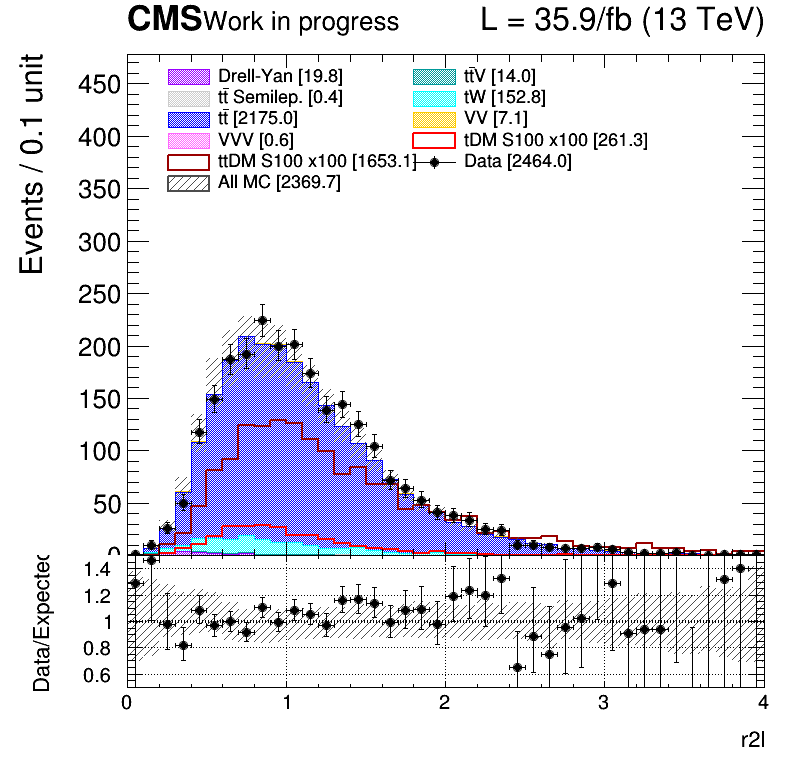 CMS Work in progress L = 35.9/fb (13 TeV)
Events / 0.1 unit
450
400
350
300
250
200
150
100
50
0
Drell-Yan [19.8] tt̄V [14.0]
tt̄ Semilep. [0.4] tW [152.8]
tt̄ [2175.0] VV [7.1]
VVV [0.6] tDM S100 x100 [261.3]
ttDM S100 x100 [1653.1] Data [2464.0]
All MC [2369.7]
Data/Expected
1.4
1.2
1
0.8
0.6
0 1 2 3 4
r2l